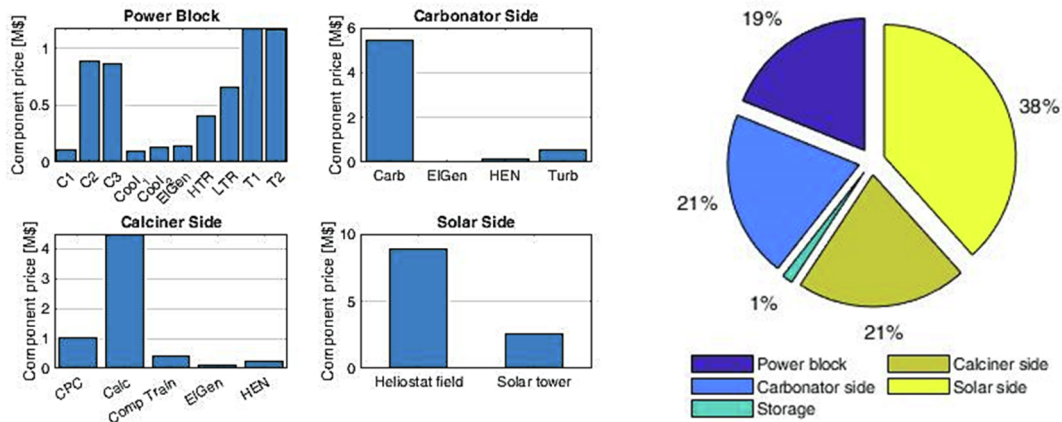 Power Block
Component price [M$]
1
0.5
0
C1
C2
C3
Cool_1
Cool_2
ElGen
HTR
LTR
T1
T2
Carbonator Side
Component price [M$]
6
4
2
0
Carb
ElGen
HEN
Turb
Calciner Side
Component price [M$]
4
3
2
1
0
CPC
Calc
Comp Train
ElGen
HEN
Solar Side
Component price [M$]
10
5
0
Heliostat field
Solar tower
19%
38%
21%
1%
21%
Power block
Carbonator side
Storage
Calciner side
Solar side